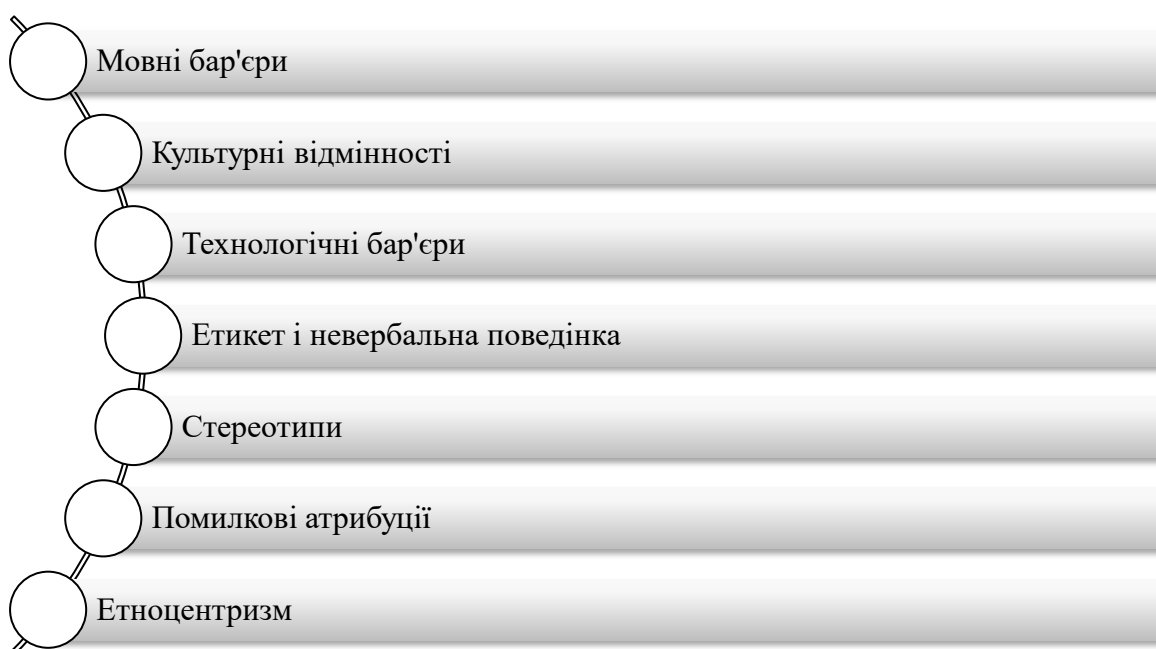 Мовні бар'єри
Культурні відмінності
Технологічні бар'єри
Етикет і невербальна поведінка
Стереотипи
Помилкові атрибуції
Етноцентризм